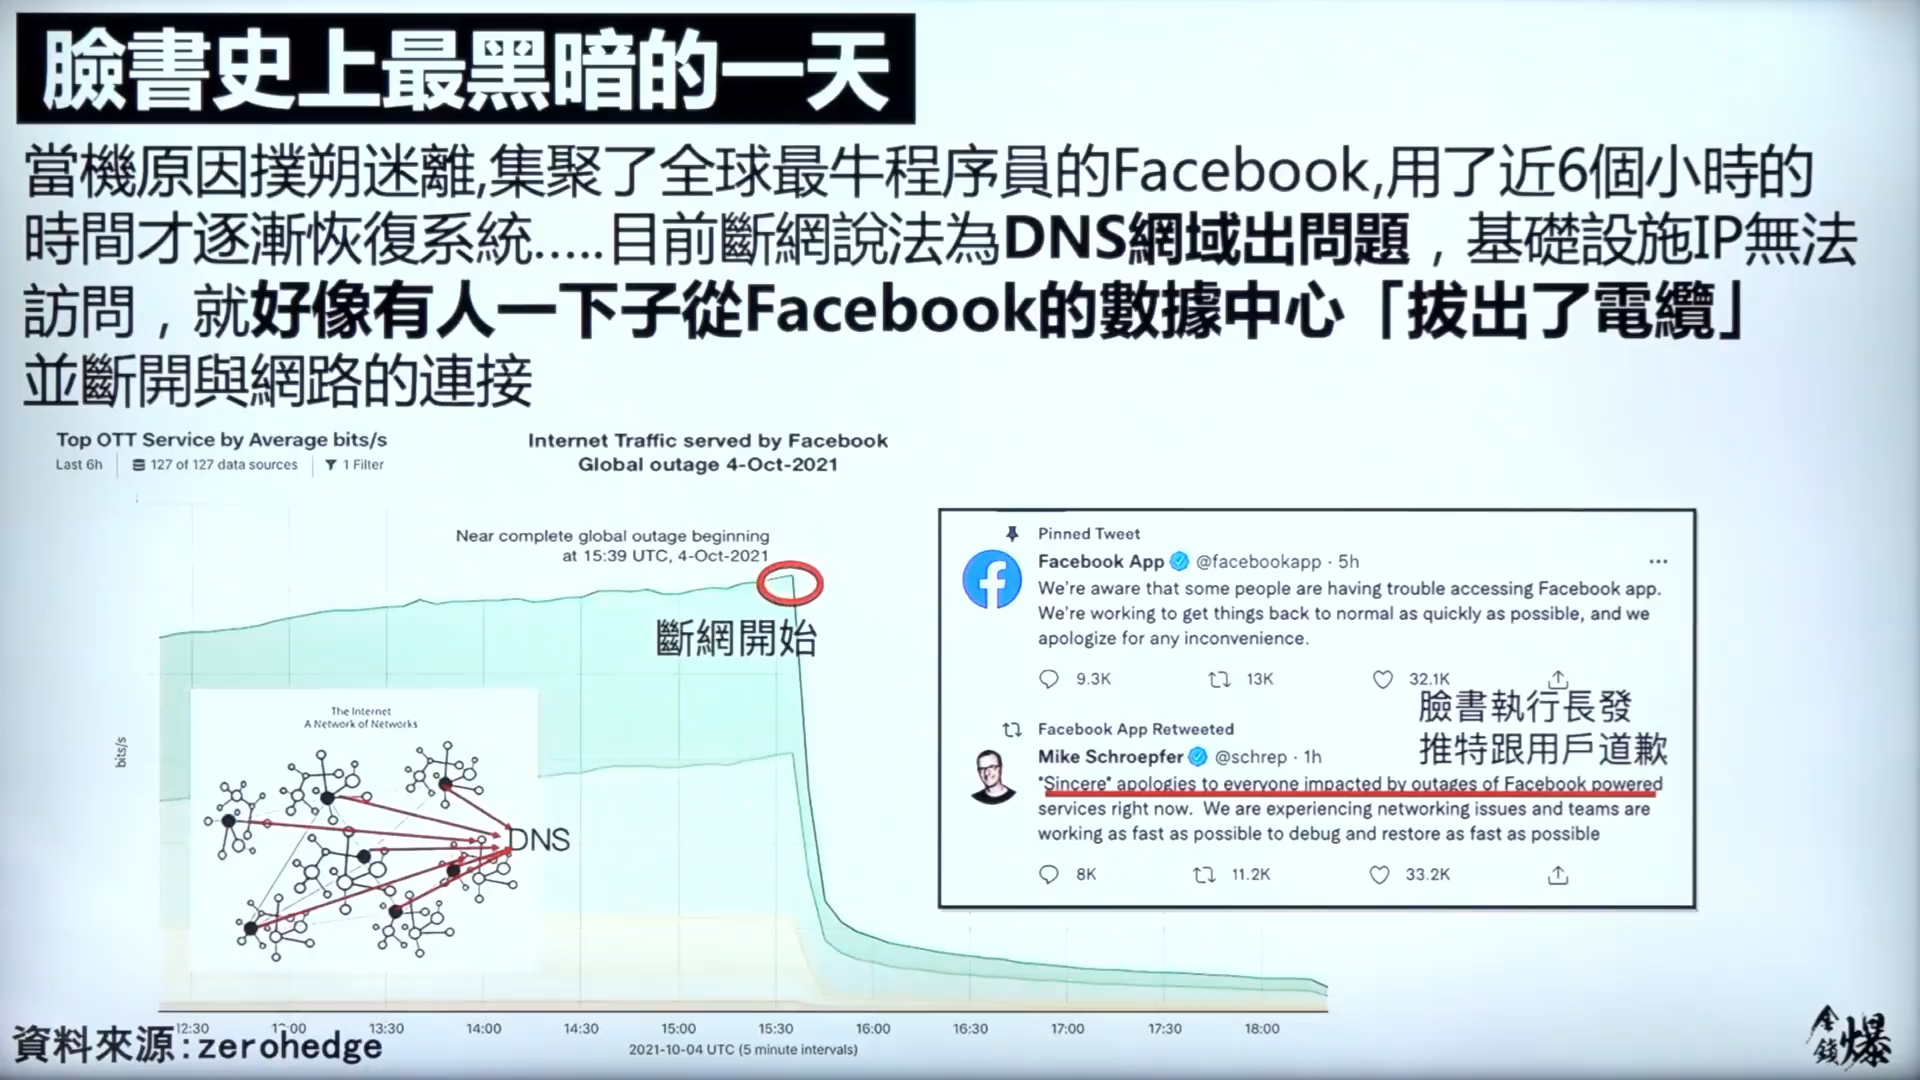 臉書史上最黑暗的一天
當機原因撲朔迷離,集聚了全球最牛程序員的Facebook,用了近6個小時的
時間才逐漸恢復系統.....目前斷網說法為DNS網域出問題，基礎設施IP無法
訪問，就好像有人一下子從Facebook的數據中心「拔出了電纜」
並斷開與網路的連接
Top OTT Service by Average bits/s
Last 6h 127 of 127 data sources 1 Filter
Internet Traffic served by Facebook
Global outage 4-Oct-2021
Near complete global outage beginning
at 15:39 UTC, 4-Oct-2021
斷網開始
bits/s
The Internet
A Network of Networks
DNS
12:30 13:30 14:00 14:30 15:00 15:30 16:00 16:30 17:00 17:30 18:00
2021-10-04 UTC (5 minute intervals)
Pinned Tweet
Facebook App @facebookapp · 5h
We're aware that some people are having trouble accessing Facebook app.
We're working to get things back to normal as quickly as possible, and we
apologize for any inconvenience.
9.3K 13K 32.1K
臉書執行長發
推特跟用戶道歉
Facebook App Retweeted
Mike Schroepfer @schrep · 1h
*Sincere* apologies to everyone impacted by outages of Facebook powered
services right now. We are experiencing networking issues and teams are
working as fast as possible to debug and restore as fast as possible
8K 11.2K 33.2K
資料來源:zerohedge
金錢爆